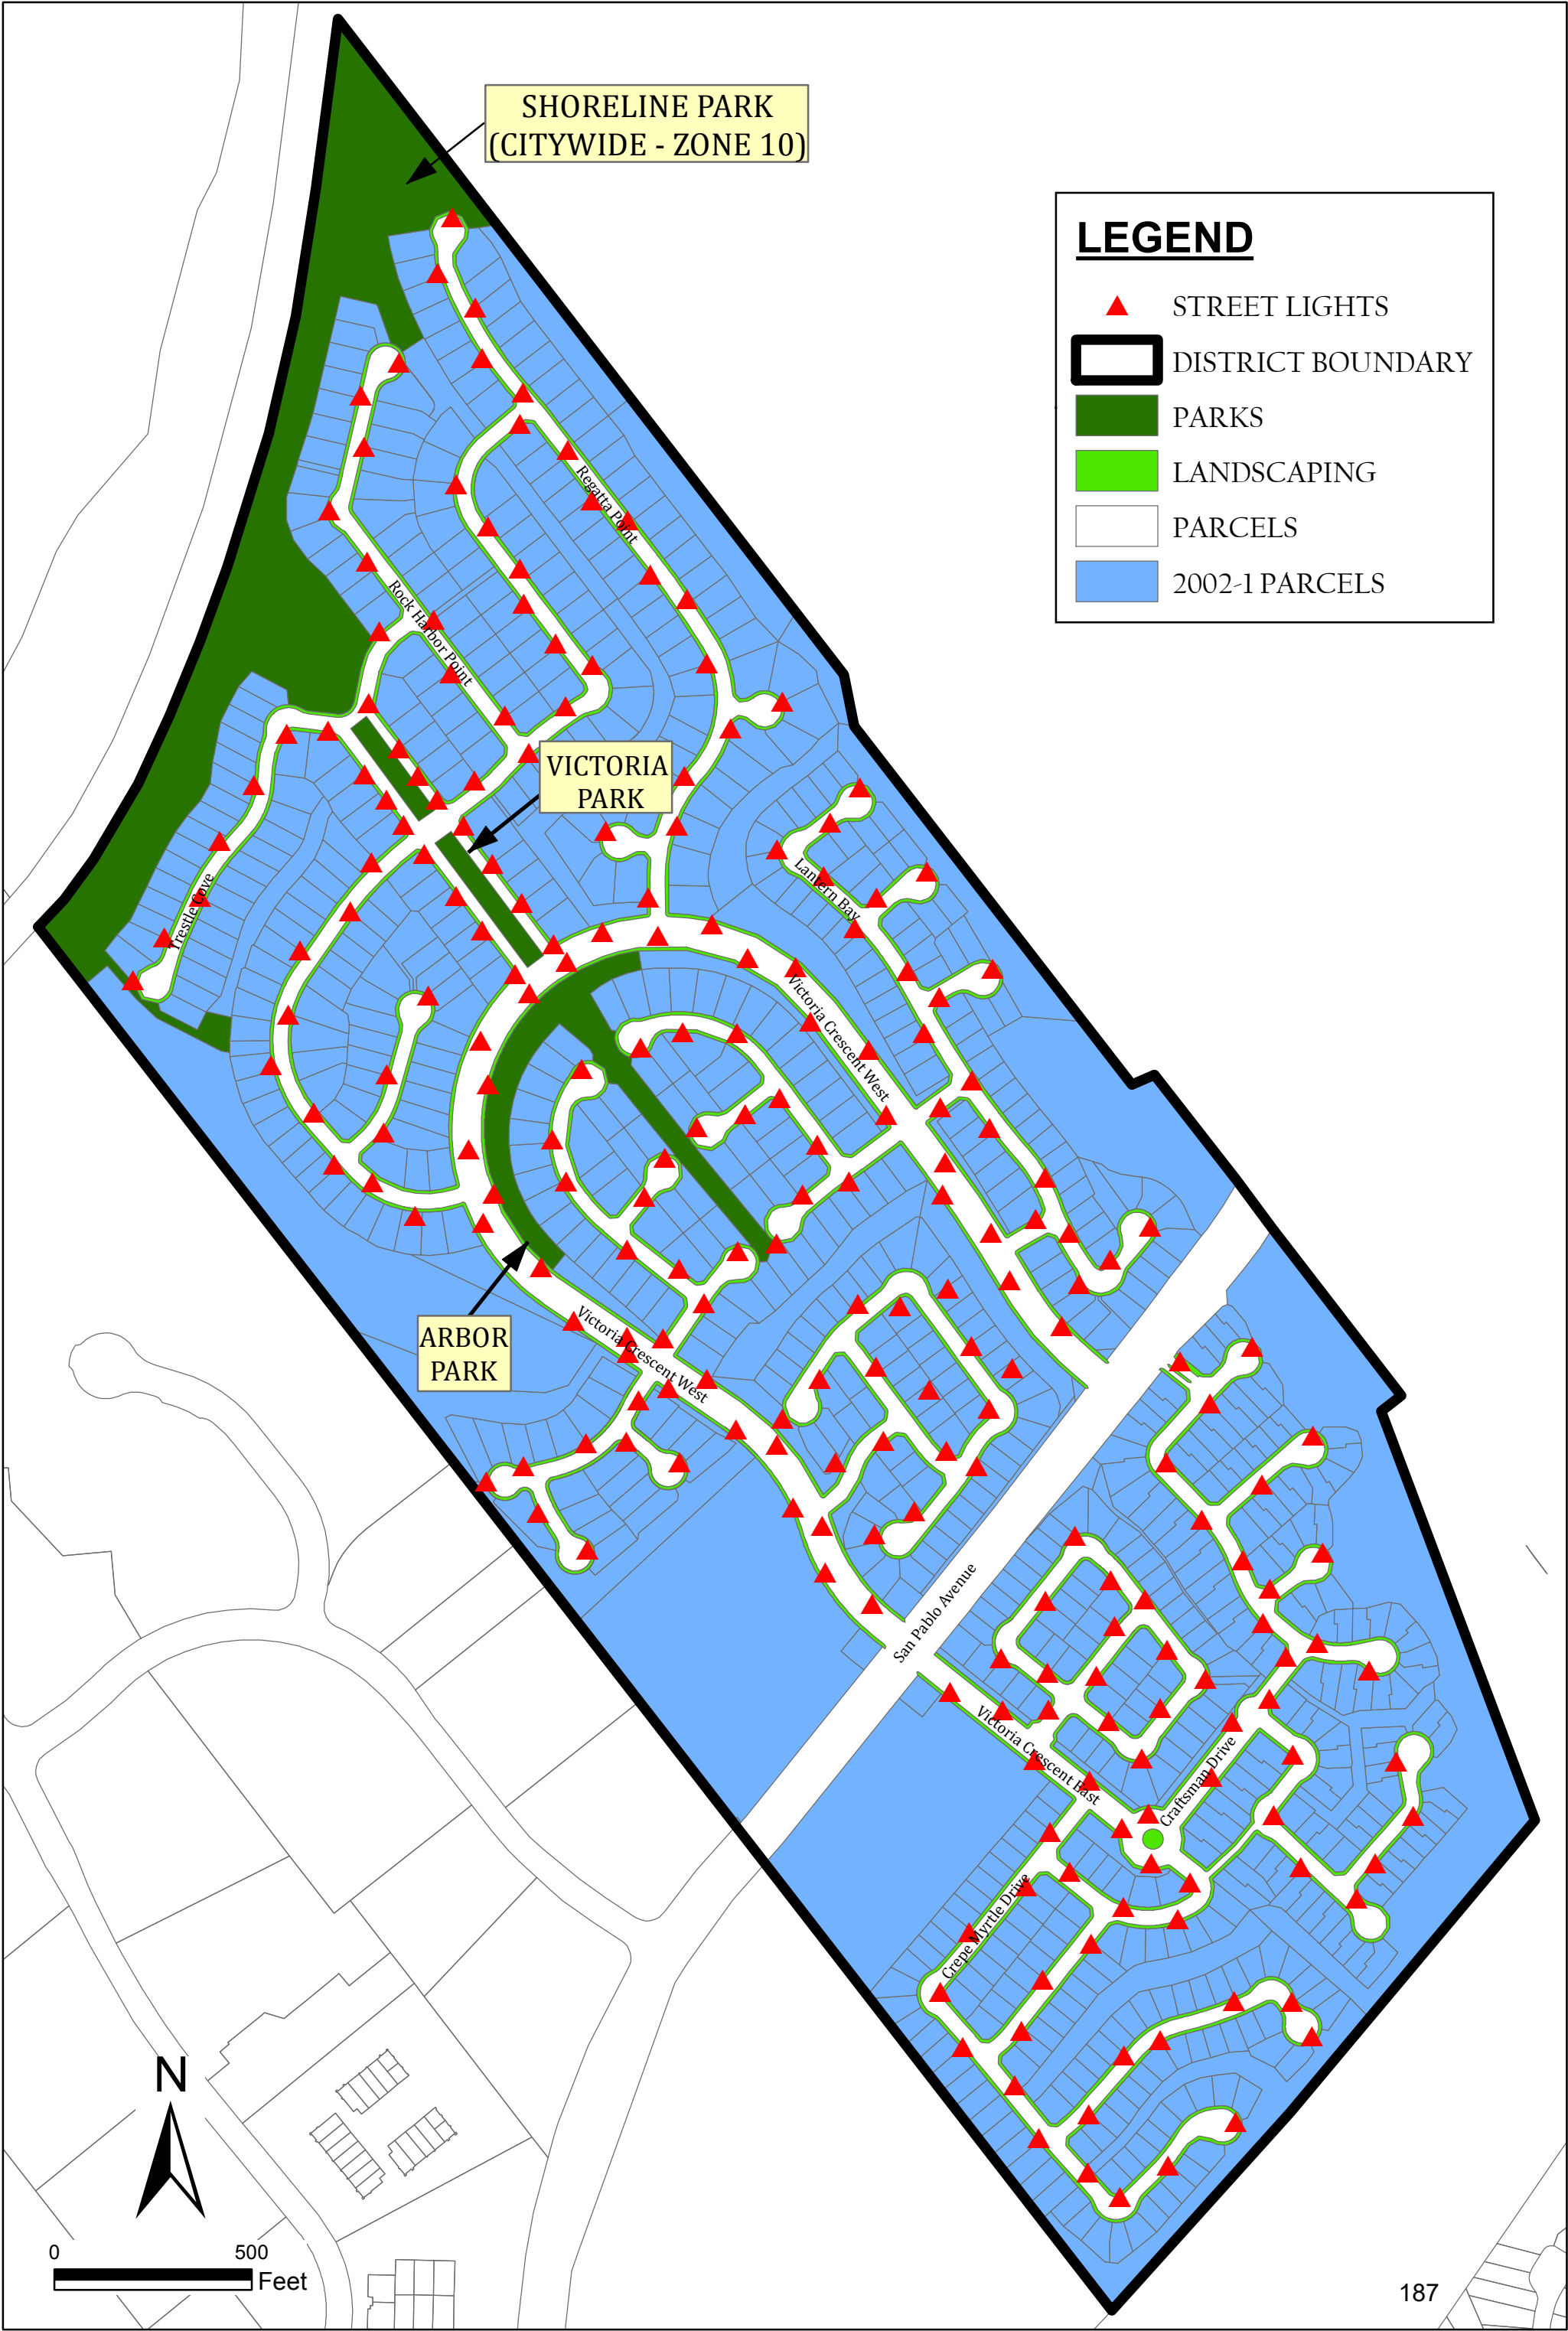 SHORELINE PARK
(CITYWIDE - ZONE 10)
LEGEND
STREET LIGHTS
DISTRICT BOUNDARY
PARKS
LANDSCAPING
PARCELS
2002-1 PARCELS
Regatta Point
Rock Harbor Point
VICTORIA
PARK
Lantern Bay
Trestle Cove
Victoria Crescent West
ARBOR
PARK
Victoria Crescent West
San Pablo Avenue
Victoria Crescent East
Craftsman Drive
Crepe Myrtle Drive
N
0 500
Feet
187